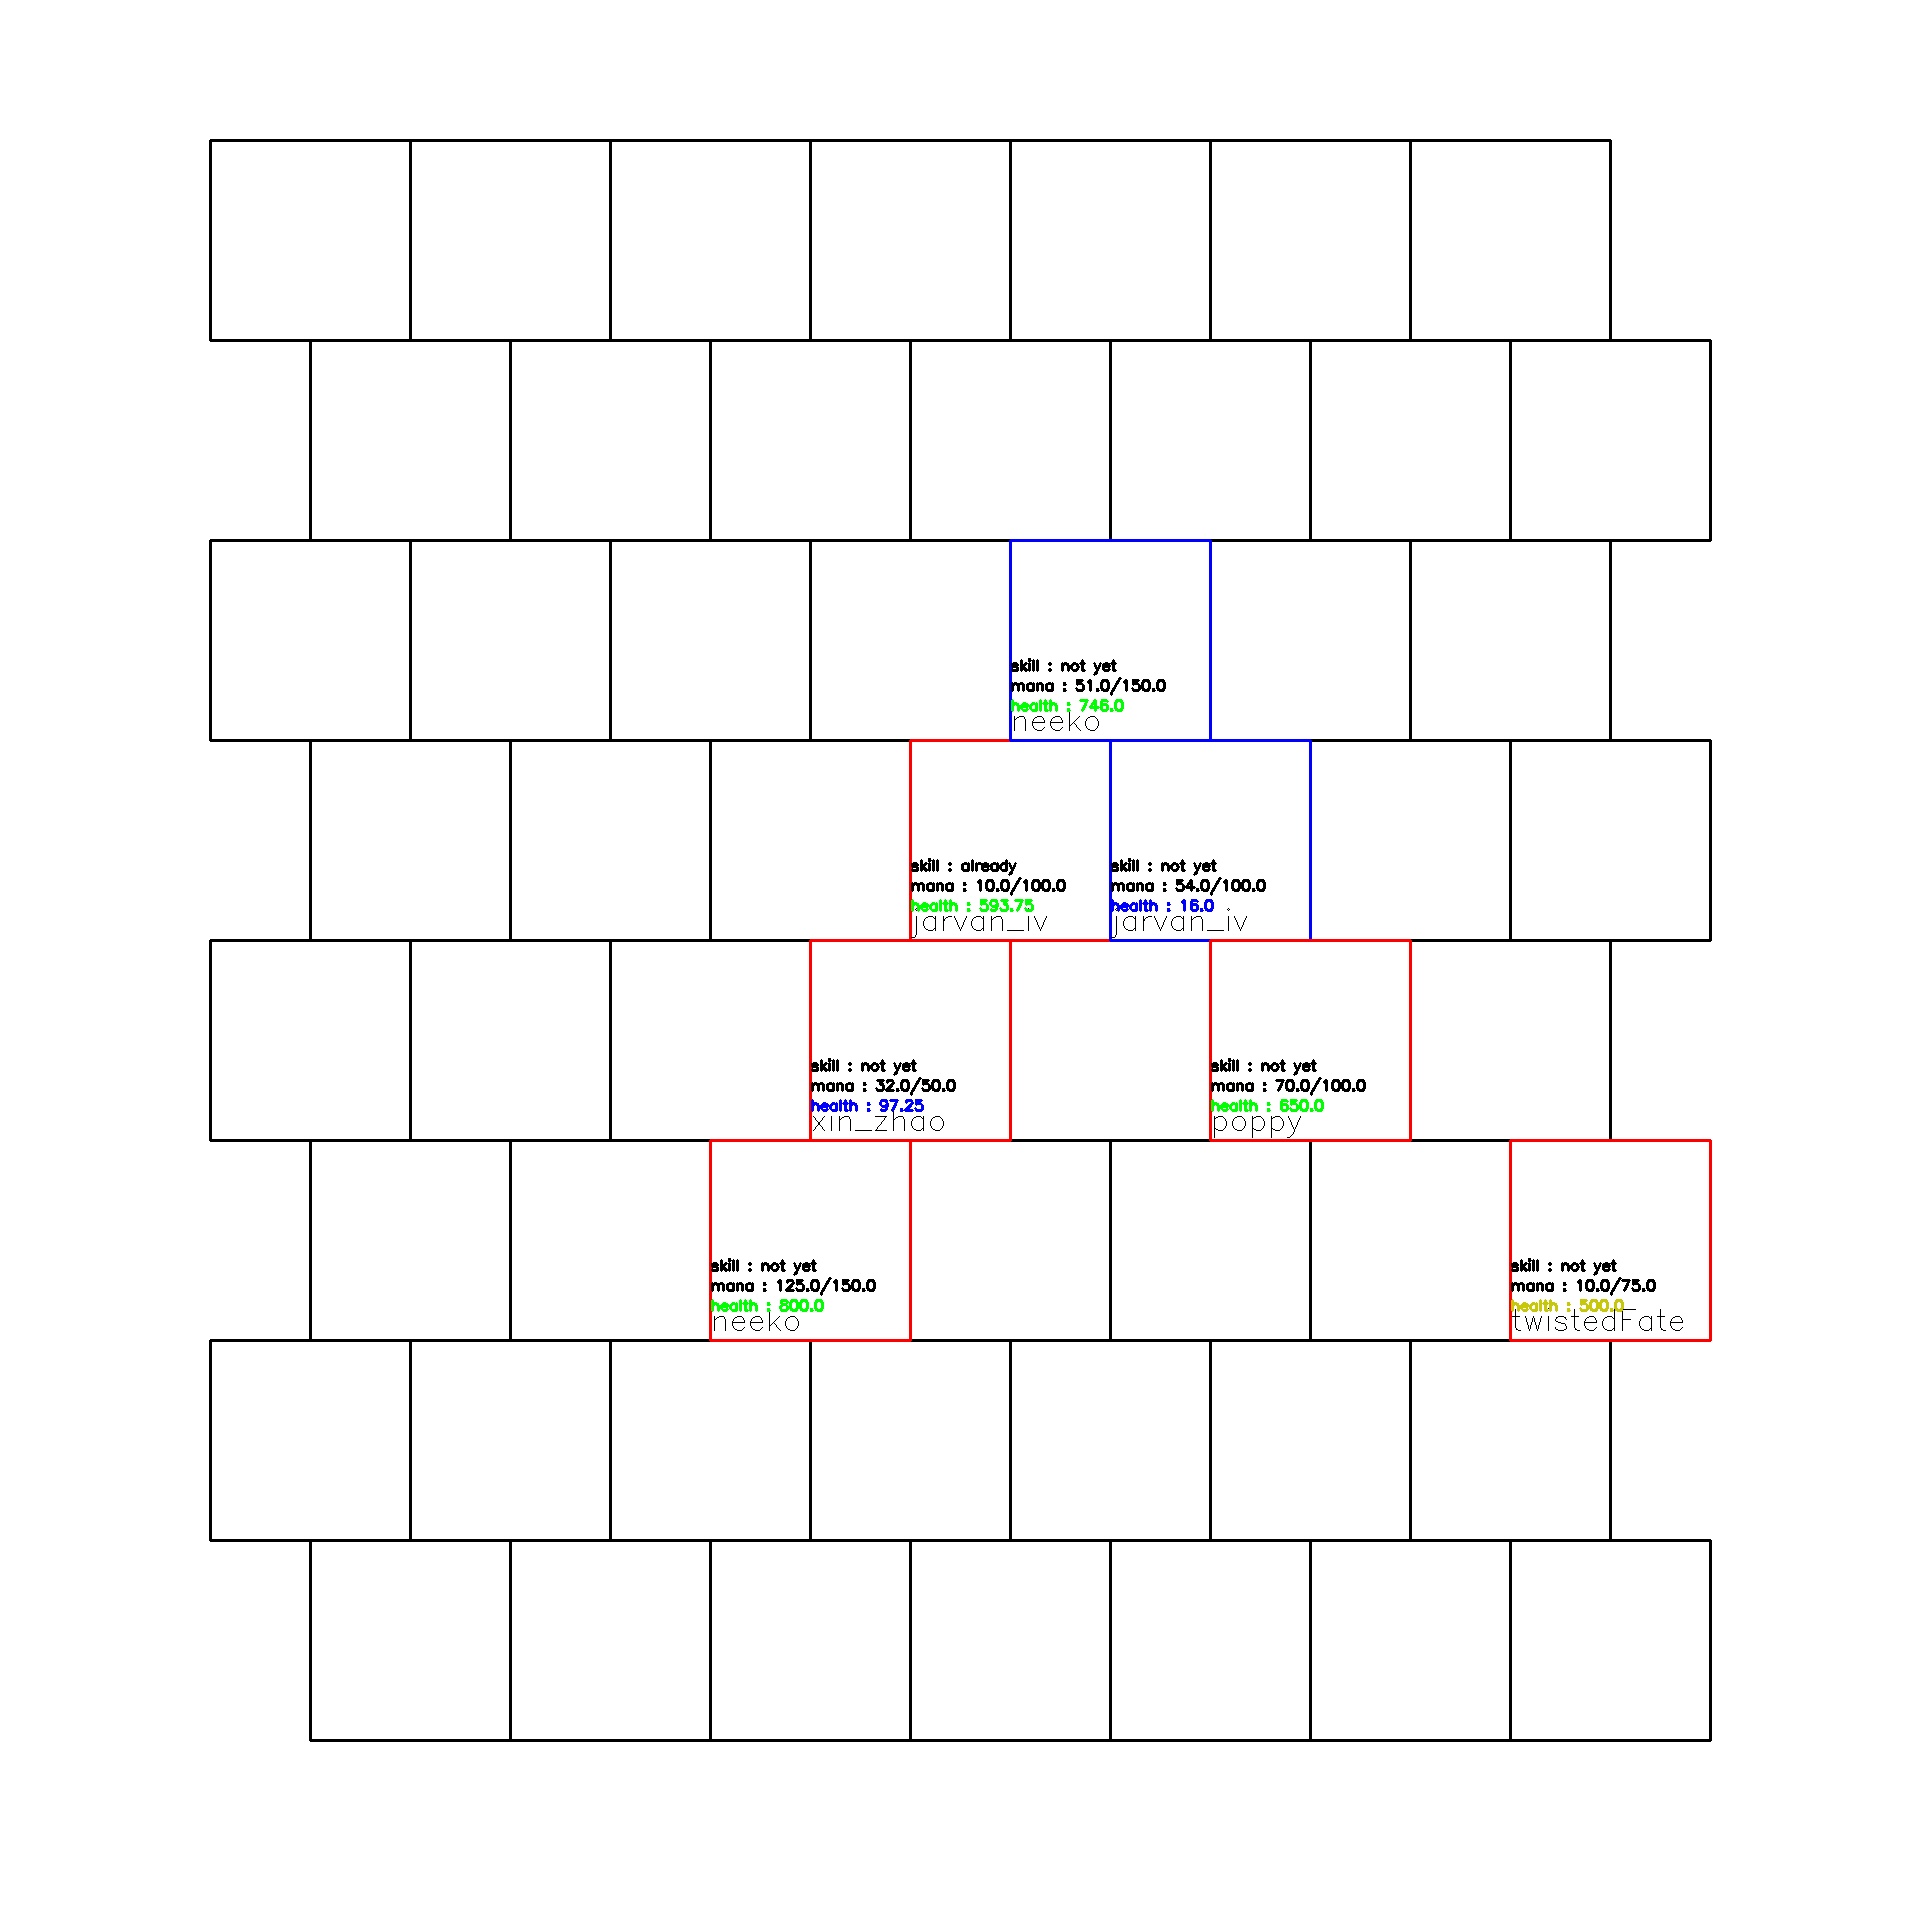 skill : not yet
mana : 51.0/150.0
health : 746.0
neeko
skill : already
mana : 10.0/100.0
health : 593.75
jarvan_iv
skill : not yet
mana : 54.0/100.0
health : 16.0
jarvan_iv
skill : not yet
mana : 32.0/50.0
health : 97.25
xin_zhao
skill : not yet
mana : 70.0/100.0
health : 650.0
poppy
skill : not yet
mana : 125.0/150.0
health : 800.0
neeko
skill : not yet
mana : 10.0/75.0
health : 500.0
twistedFate